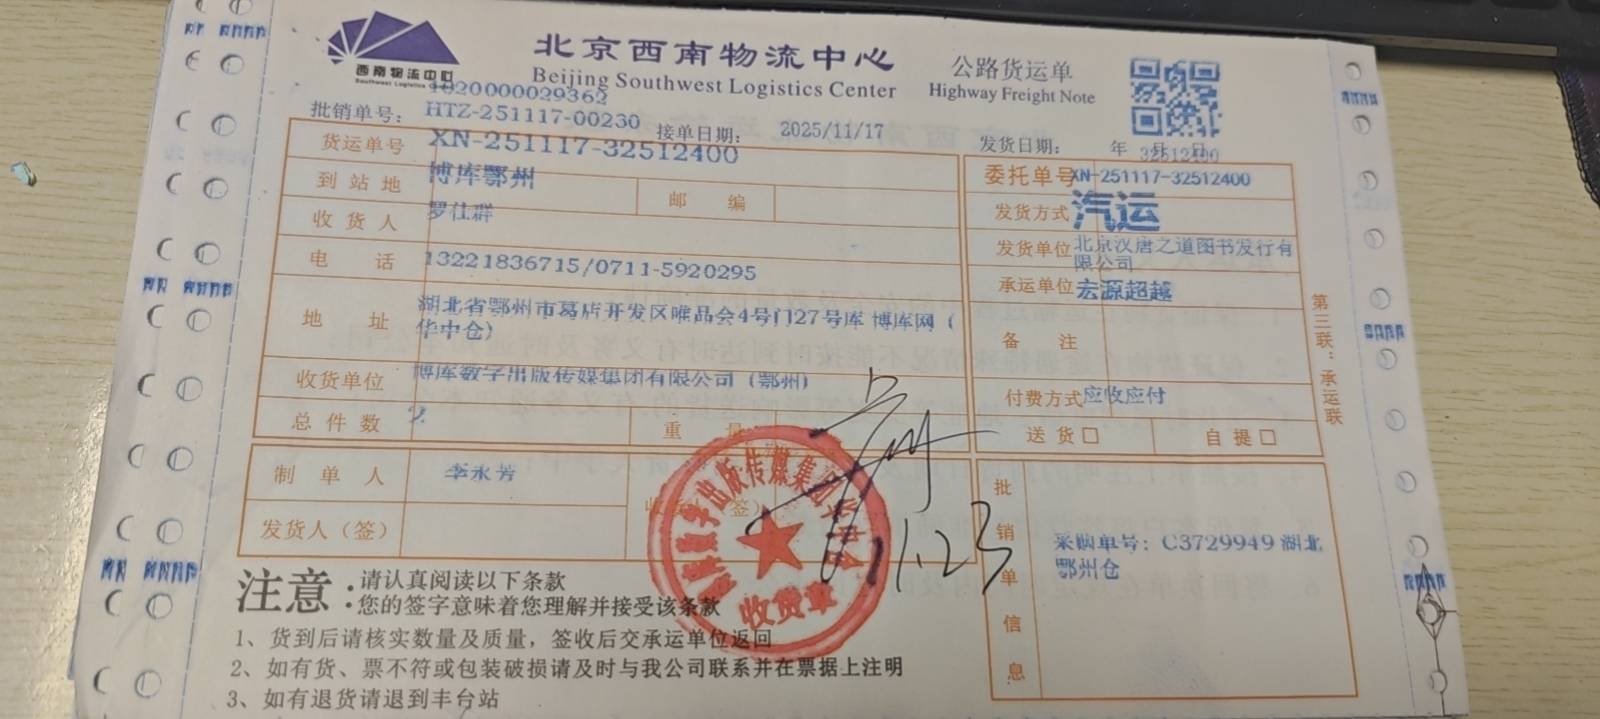 北京西南物流中心
公路货运单
西南物流中心
Southwest Logistics Center
Beijing Southwest Logistics Center
Highway Freight Note
1020000029362
批销单号： HTZ-251117-00230
接单日期： 2025/11/17
发货日期： 年 月 日
32512400
货运单号 XN-251117-32512400
委托单号 XN-251117-32512400
到站地 博库鄂州
邮编
发货方式 汽运
收货人 罗仕群
发货单位 北京汉唐之道图书发行有
限公司
电话 13221836715/0711-5920295
承运单位 宏源超越
地址 湖北省鄂州市葛店开发区唯品会4号门27号库 博库网（
华中仓）
备注
收货单位 博库数字出版传媒集团有限公司（鄂州）
付费方式 应收应付
总件数 2
重量
送货□
自提□
第三联：承运联
制单人 李永芳
发货人（签）
批销单信息
采购单号： C3729949 湖北
鄂州仓
11.23
数字出版传媒集团
收货章
注意：
请认真阅读以下条款
您的签字意味着您理解并接受该条款
1、货到后请核实数量及质量，签收后交承运单位返回
2、如有货、票不符或包装破损请及时与我公司联系并在票据上注明
3、如有退货请退到丰台站